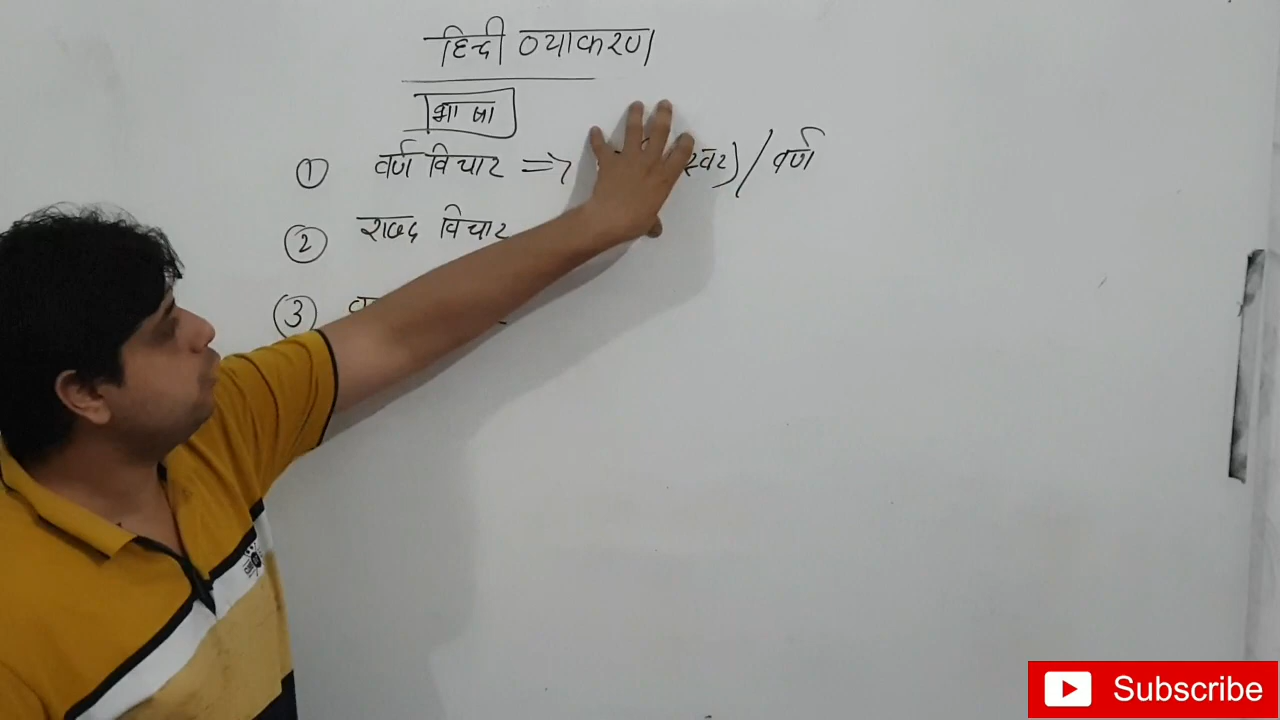 हिन्दी व्याकरण
भाषा
① वर्ण विचार ⇒ स्वर) / वर्ण
② शब्द विचार
③
Subscribe